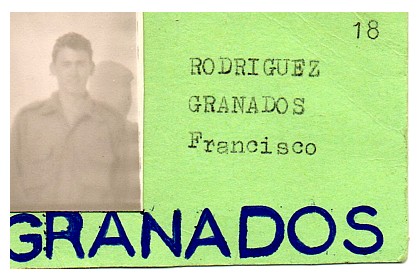 18
RODRIGUEZ
GRANADOS
Francisco
GRANADOS